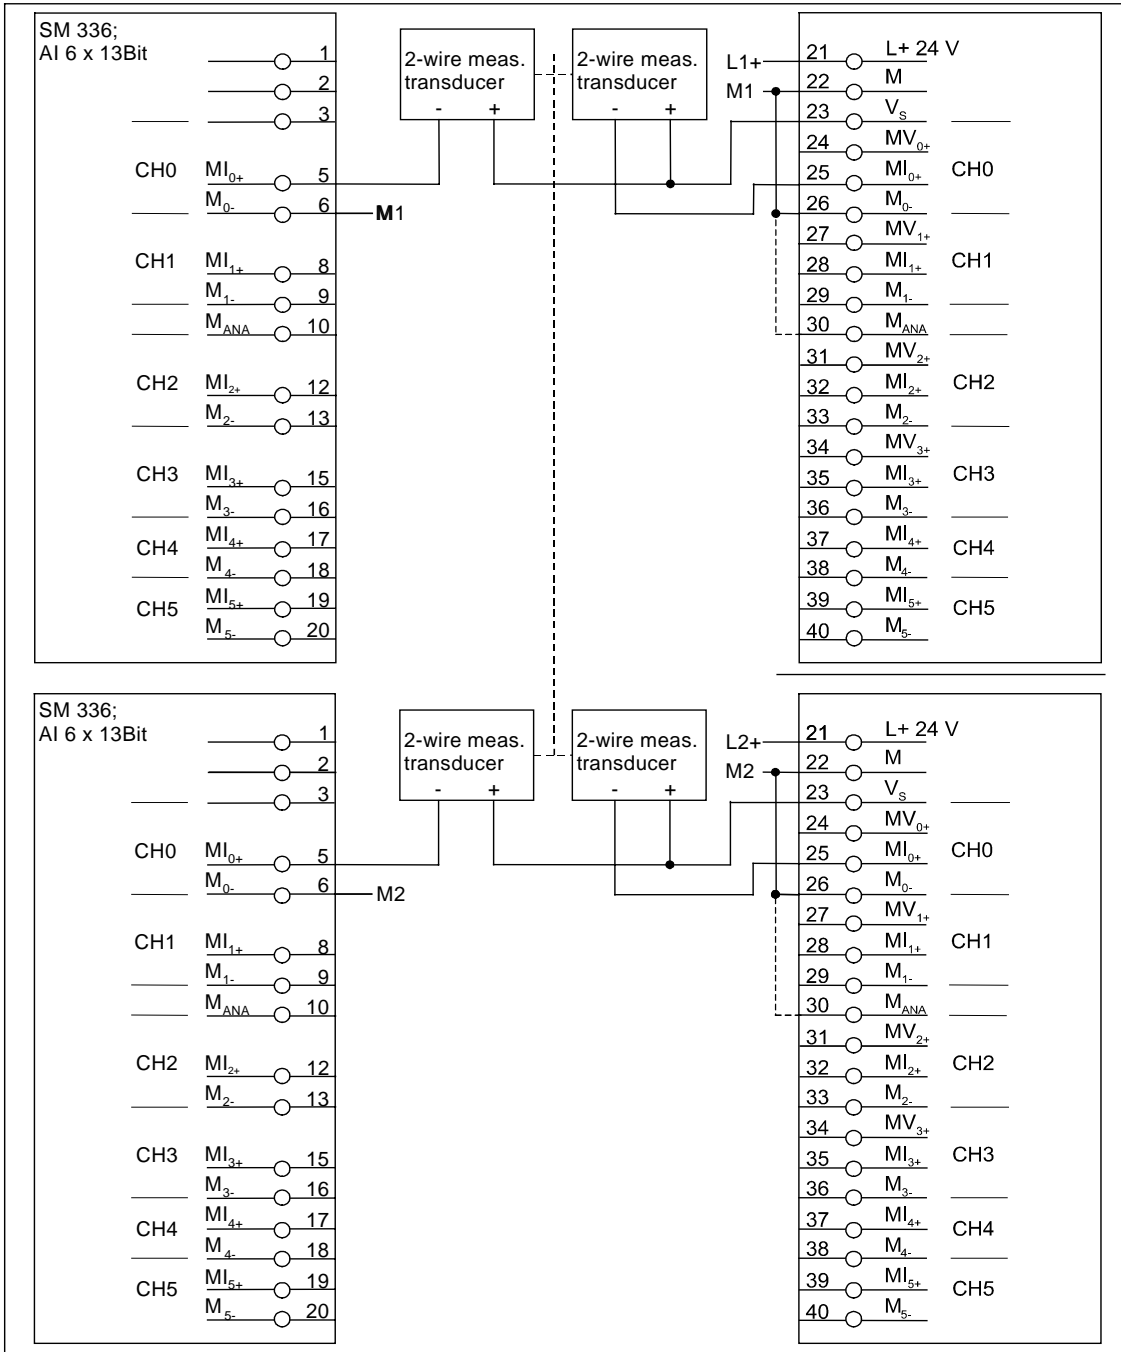 SM 336;
AI 6 x 13Bit
1
2
3
CH0 MI0+ 5
M0- 6 M1
CH1 MI1+ 8
M1- 9
MANA 10
CH2 MI2+ 12
M2- 13
CH3 MI3+ 15
M3- 16
CH4 MI4+ 17
M4- 18
CH5 MI5+ 19
M5- 20
2-wire meas.
transducer
- +
2-wire meas.
transducer
- +
L1+ 21 L+ 24 V
M1 22 M
23 VS
24 MV0+
25 MI0+ CH0
26 M0-
27 MV1+
28 MI1+ CH1
29 M1-
30 MANA
31 MV2+
32 MI2+ CH2
33 M2-
34 MV3+
35 MI3+ CH3
36 M3-
37 MI4+ CH4
38 M4-
39 MI5+ CH5
40 M5-
SM 336;
AI 6 x 13Bit
1
2
3
CH0 MI0+ 5
M0- 6 M2
CH1 MI1+ 8
M1- 9
MANA 10
CH2 MI2+ 12
M2- 13
CH3 MI3+ 15
M3- 16
CH4 MI4+ 17
M4- 18
CH5 MI5+ 19
M5- 20
2-wire meas.
transducer
- +
2-wire meas.
transducer
- +
L2+ 21 L+ 24 V
M2 22 M
23 VS
24 MV0+
25 MI0+ CH0
26 M0-
27 MV1+
28 MI1+ CH1
29 M1-
30 MANA
31 MV2+
32 MI2+ CH2
33 M2-
34 MV3+
35 MI3+ CH3
36 M3-
37 MI4+ CH4
38 M4-
39 MI5+ CH5
40 M5-